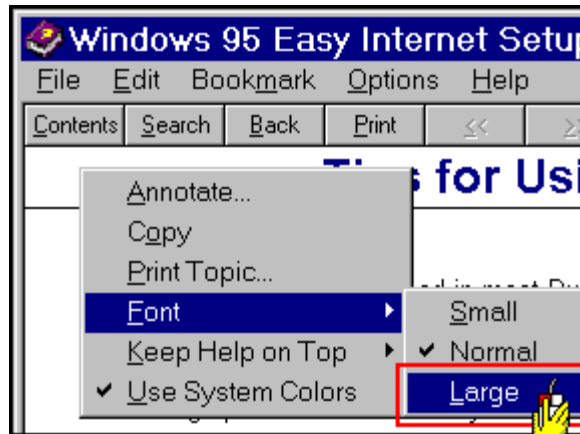 Windows 95 Easy Internet Setup
File Edit Bookmark Options Help
Contents Search Back Print << >>
for Usi
Annotate...
Copy
Print Topic...
Font
Keep Help on Top
Use System Colors
Small
Normal
Large